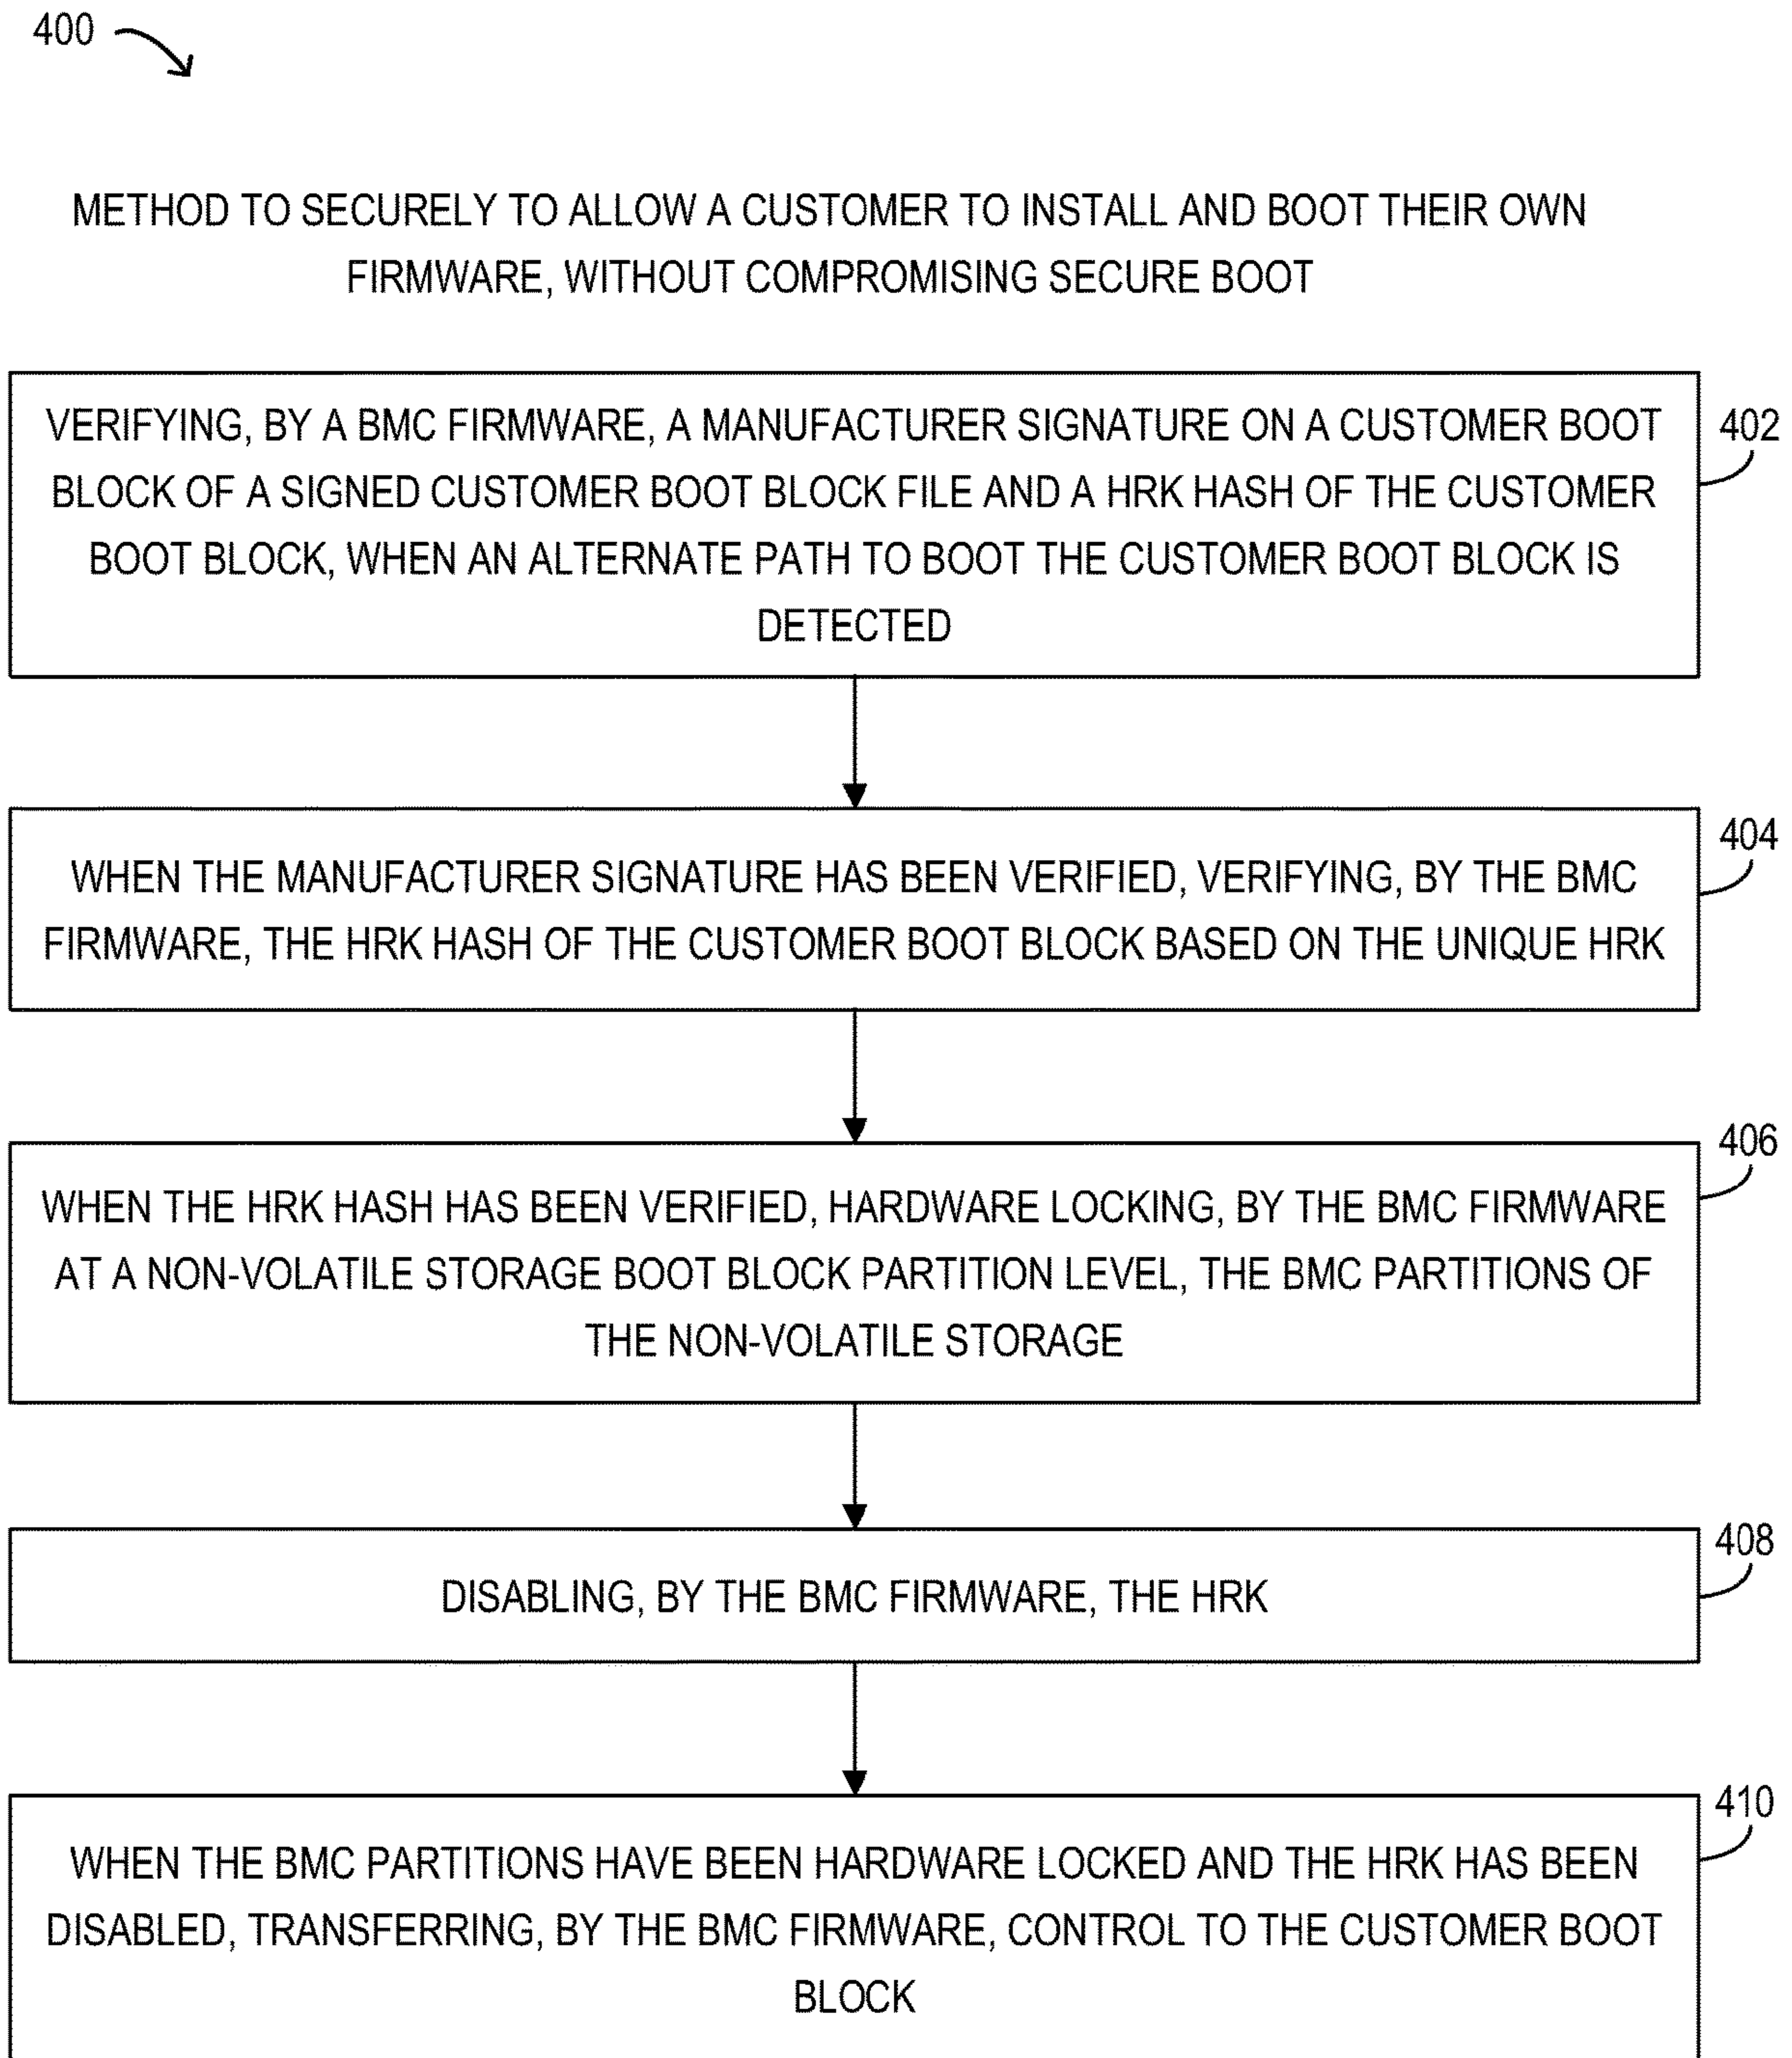 400
METHOD TO SECURELY TO ALLOW A CUSTOMER TO INSTALL AND BOOT THEIR OWN
FIRMWARE, WITHOUT COMPROMISING SECURE BOOT
VERIFYING, BY A BMC FIRMWARE, A MANUFACTURER SIGNATURE ON A CUSTOMER BOOT
BLOCK OF A SIGNED CUSTOMER BOOT BLOCK FILE AND A HRK HASH OF THE CUSTOMER
BOOT BLOCK, WHEN AN ALTERNATE PATH TO BOOT THE CUSTOMER BOOT BLOCK IS
DETECTED
402
WHEN THE MANUFACTURER SIGNATURE HAS BEEN VERIFIED, VERIFYING, BY THE BMC
FIRMWARE, THE HRK HASH OF THE CUSTOMER BOOT BLOCK BASED ON THE UNIQUE HRK
404
WHEN THE HRK HASH HAS BEEN VERIFIED, HARDWARE LOCKING, BY THE BMC FIRMWARE
AT A NON-VOLATILE STORAGE BOOT BLOCK PARTITION LEVEL, THE BMC PARTITIONS OF
THE NON-VOLATILE STORAGE
406
DISABLING, BY THE BMC FIRMWARE, THE HRK
408
WHEN THE BMC PARTITIONS HAVE BEEN HARDWARE LOCKED AND THE HRK HAS BEEN
DISABLED, TRANSFERRING, BY THE BMC FIRMWARE, CONTROL TO THE CUSTOMER BOOT
BLOCK
410